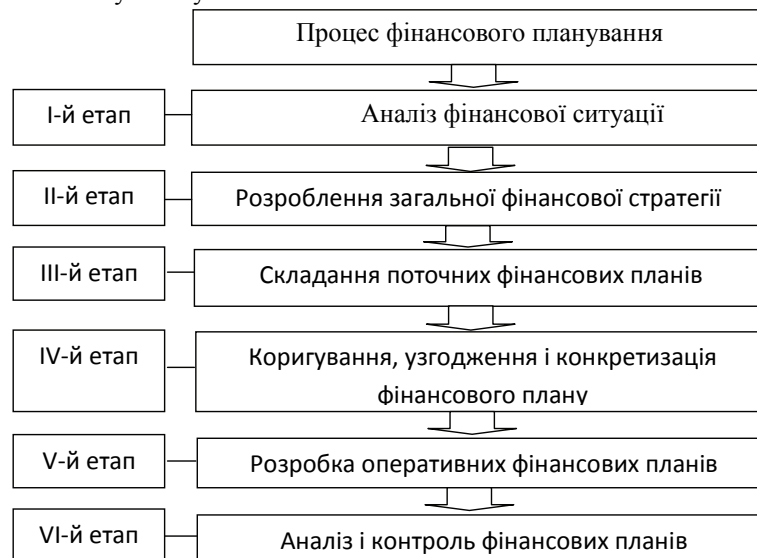 Процес фінансового планування
І-й етап
Аналіз фінансової ситуації
ІІ-й етап
Розроблення загальної фінансової стратегії
ІІІ-й етап
Складання поточних фінансових планів
IV-й етап
Коригування, узгодження і конкретизація
фінансового плану
V-й етап
Розробка оперативних фінансових планів
VI-й етап
Аналіз і контроль фінансових планів